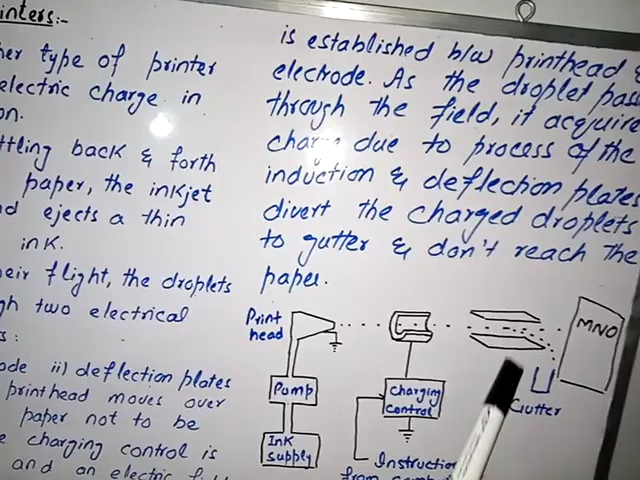 inters:-
her type of printer
electric charge in
on.
ttling back & forth
paper, the inkjet
ejects a thin
ink.
eir flight, the droplets
gh two electrical
s:
ode ii) deflection plates
printhead moves over
paper not to be
charging control is
and an electric
is established b/w printhead &
electrode. As the droplet pass
through the field, it acquire
charge due to process of the
induction & deflection plates
divert the charged droplets
to gutter & don't reach the
paper.
Print head
MNO
Pump
Charging control
Gutter
Ink supply
Instruction
from